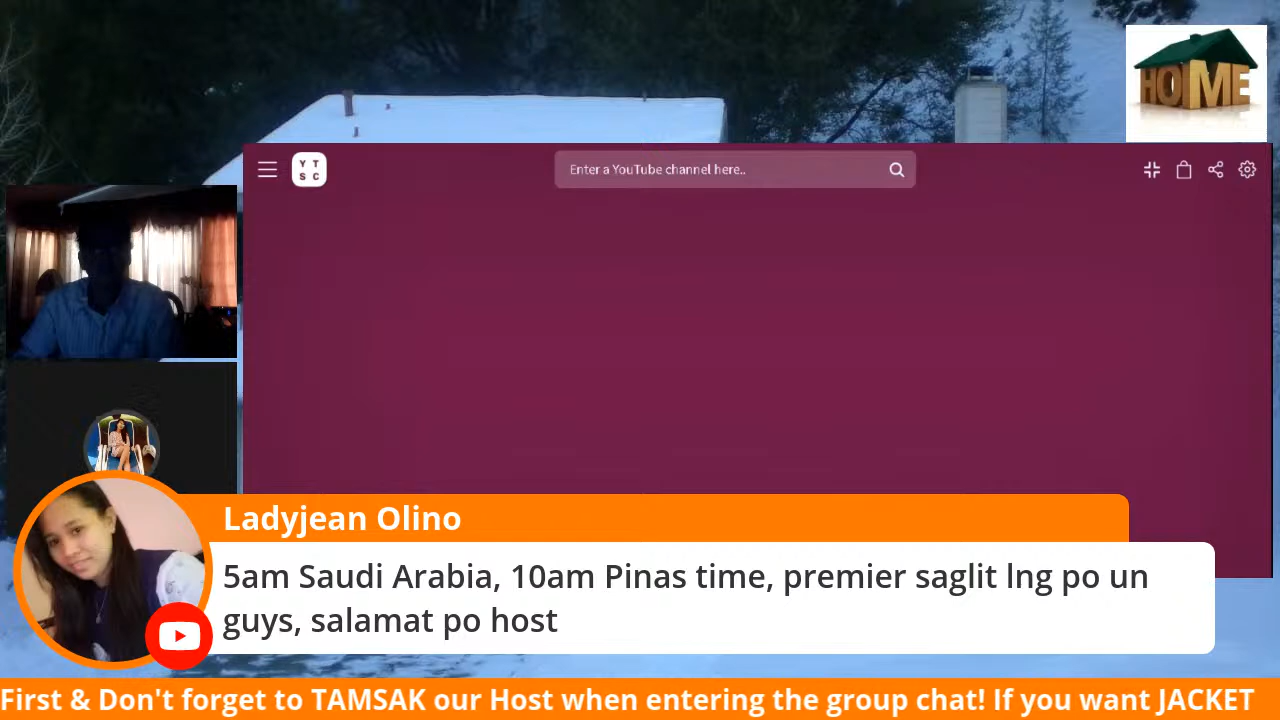 HOME
Y T
S C
Enter a YouTube channel here..
Ladyjean Olino
5am Saudi Arabia, 10am Pinas time, premier saglit lng po un
guys, salamat po host
First & Don't forget to TAMSAK our Host when entering the group chat! If you want JACKET